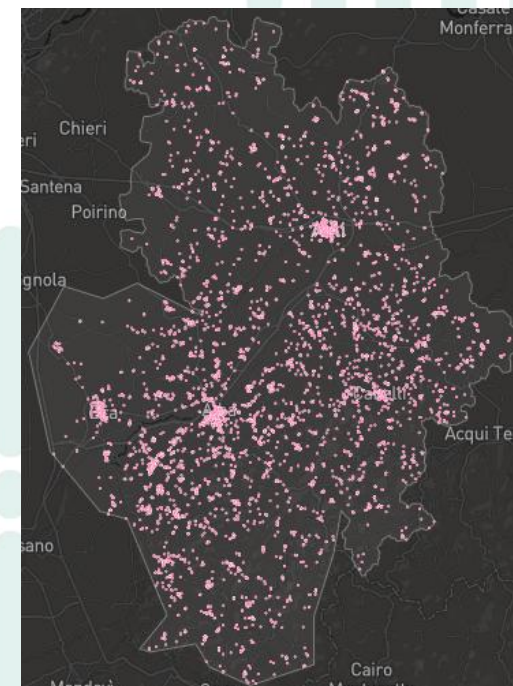 Casale
Monferra
Chieri
eri
Santena
Poirino
Asti
gnola
Bra
Alba
Canelli
Acqui Te
sano
Cairo